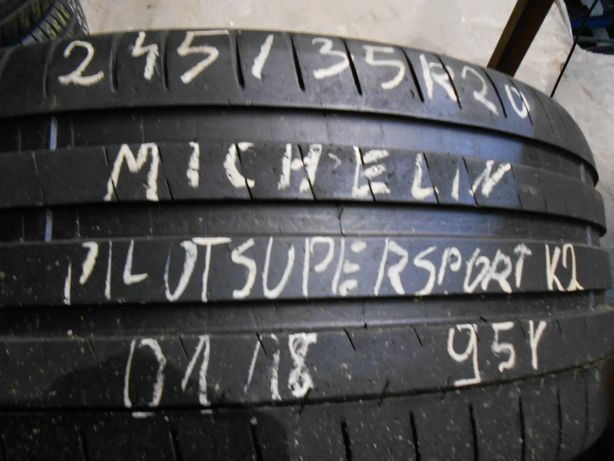 245/35R20
MICHELIN
PILOTSUPERSPORT K2
01/18 95Y